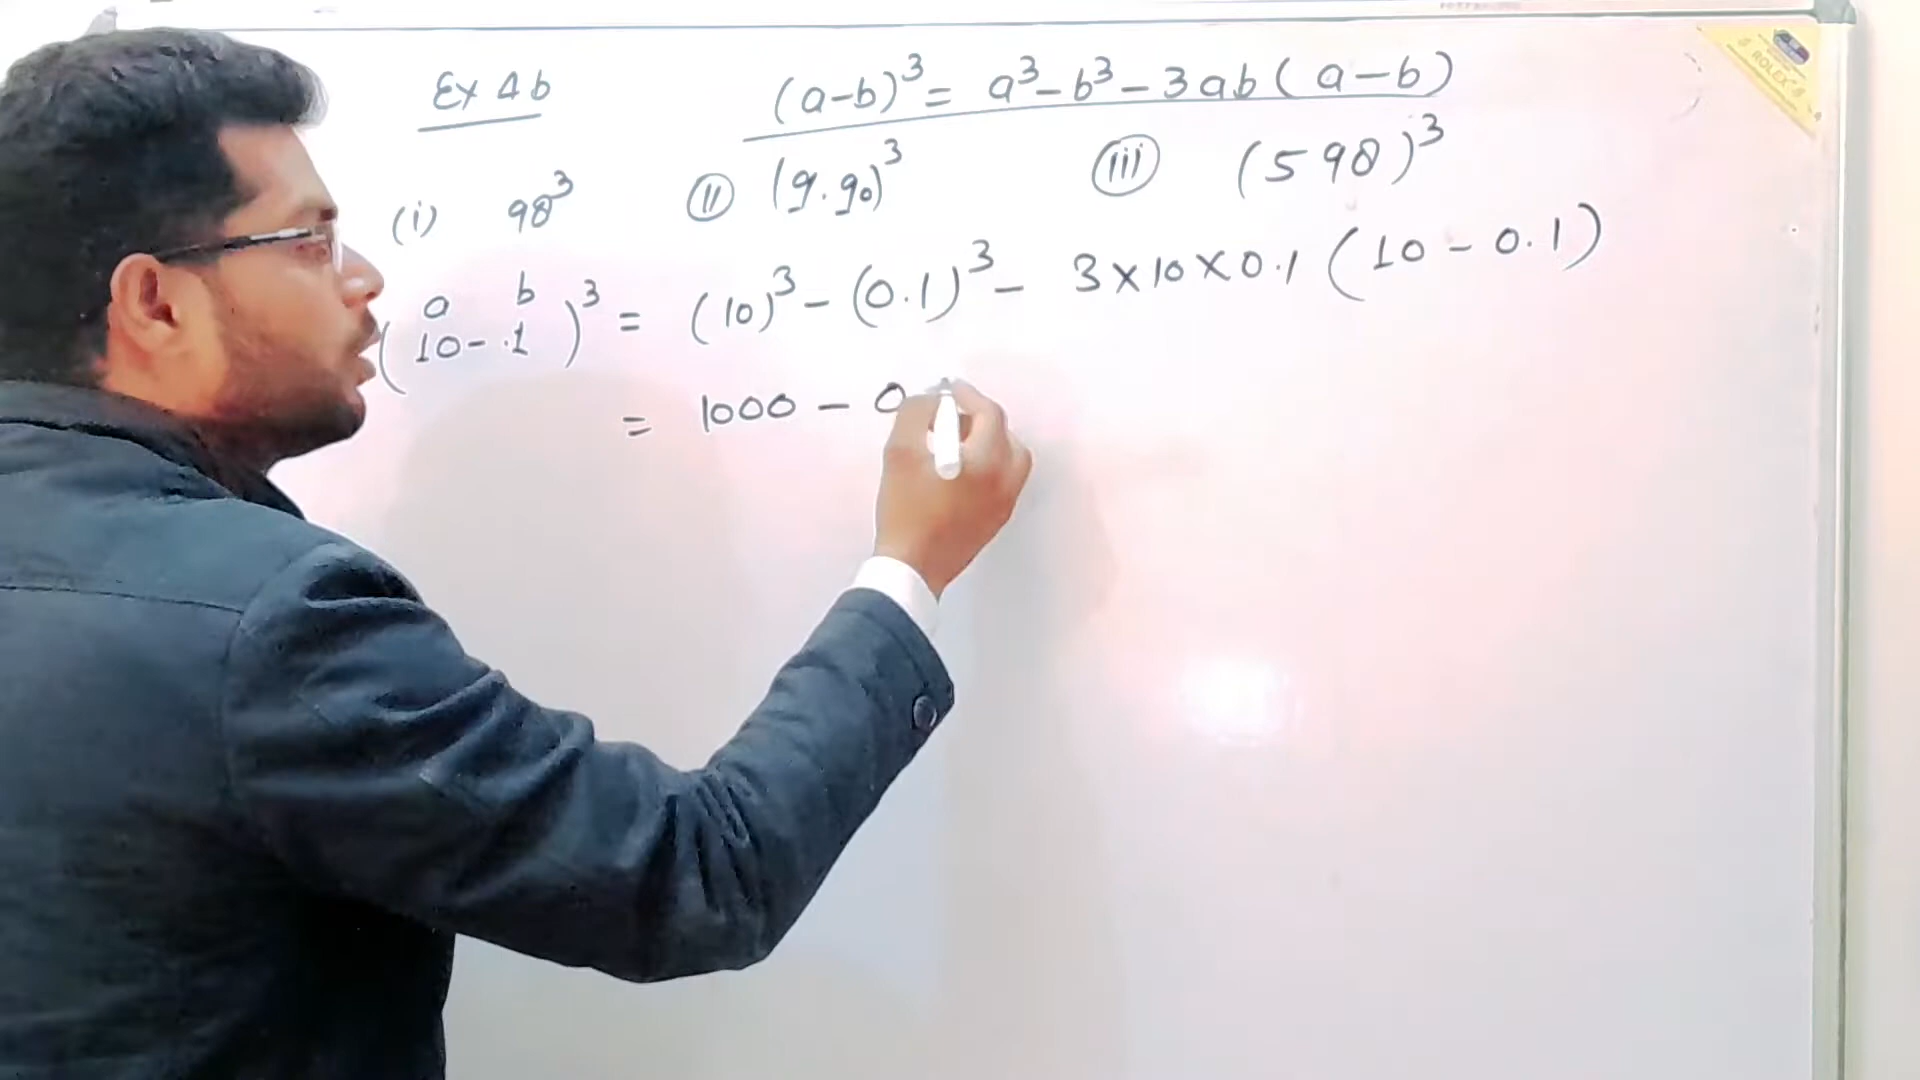 Ex 4b
(a-b)³ = a³-b³-3ab(a-b)
(i) 98³ (ii) (9.90)³ (iii) (598)³
a b
(10-.1)³ = (10)³-(0.1)³- 3×10×0.1 (10-0.1)
= 1000 - 0
ROLEX